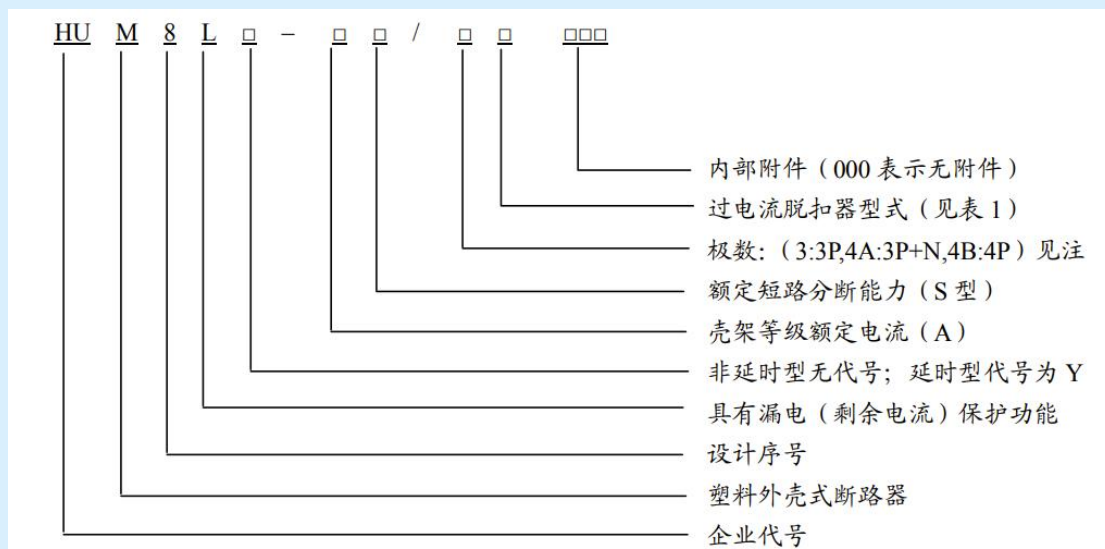 HU M 8 L □ – □ □ / □ □ □□□
内部附件（000 表示无附件）
过电流脱扣器型式（见表 1）
极数:（3:3P,4A:3P+N,4B:4P）见注
额定短路分断能力（S 型）
壳架等级额定电流（A）
非延时型无代号；延时型代号为 Y
具有漏电（剩余电流）保护功能
设计序号
塑料外壳式断路器
企业代号